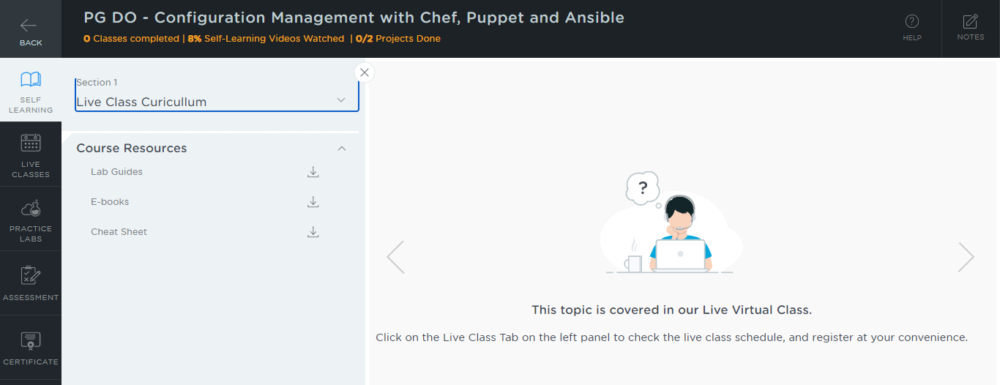 BACK
PG DO - Configuration Management with Chef, Puppet and Ansible
0 Classes completed | 8% Self-Learning Videos Watched | 0/2 Projects Done
HELP
NOTES
SELF
LEARNING
LIVE
CLASSES
PRACTICE
LABS
ASSESSMENT
CERTIFICATE
Section 1
Live Class Curicullum
Course Resources
Lab Guides
E-books
Cheat Sheet
?
This topic is covered in our Live Virtual Class.
Click on the Live Class Tab on the left panel to check the live class schedule, and register at your convenience.